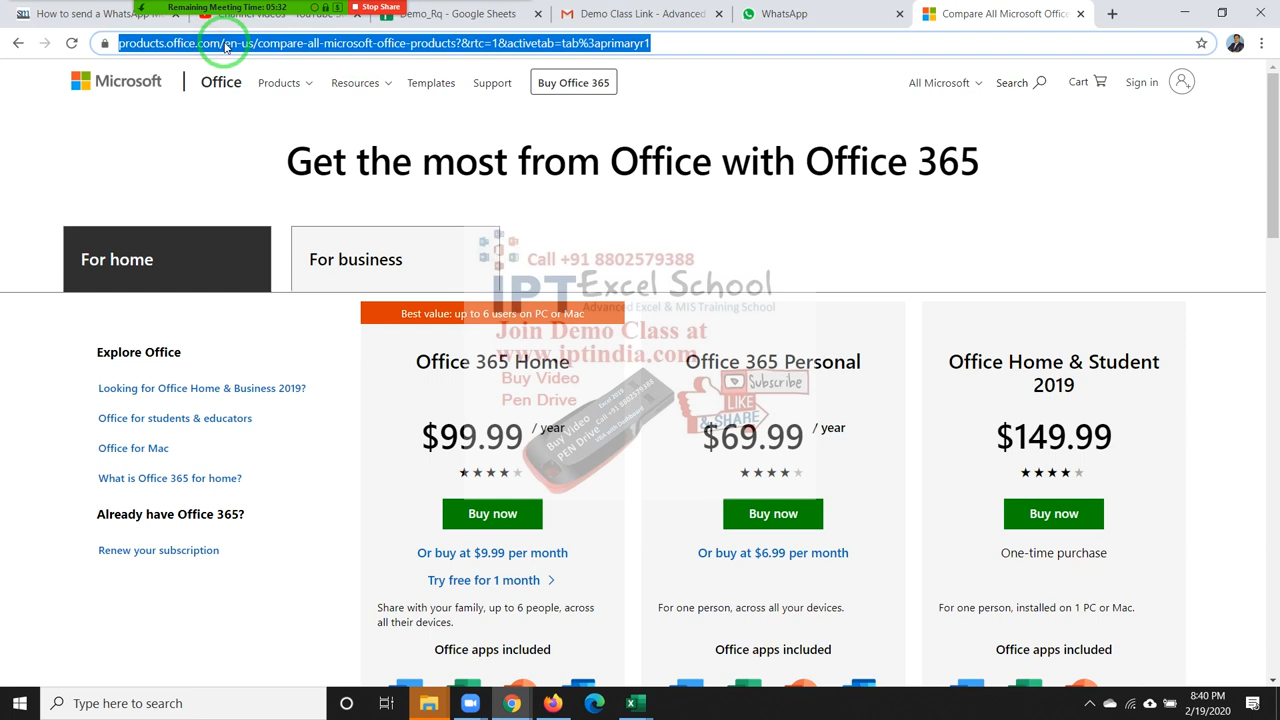 Remaining Meeting Time: 05:32
Stop Share
How to send a WhatsApp M
Channel videos - YouTube S
Demo_Rq - Google Sheets
Demo Class Link - Advanced
WhatsApp
Compare All Microsoft Office Pro
products.office.com/en-us/compare-all-microsoft-office-products?&rtc=1&activetab=tab%3aprimaryr1
Microsoft
Office
Products
Resources
Templates
Support
Buy Office 365
All Microsoft
Search
Cart
Sign in
Get the most from Office with Office 365
For home
For business
Call +91 8802579388
IPT Excel School
Advanced Excel & MIS Training School
Join Demo Class at
www.iptindia.com
Buy Video
Pen Drive
Subscribe
LIKE
& SHARE
Buy Video
PEN Drive
Call +91 8802579388
Explore Office
Looking for Office Home & Business 2019?
Office for students & educators
Office for Mac
What is Office 365 for home?
Already have Office 365?
Renew your subscription
Best value: up to 6 users on PC or Mac
Office 365 Home
$99.99 / year
Buy now
Or buy at $9.99 per month
Try free for 1 month
Share with your family, up to 6 people, across
all their devices.
Office apps included
Office 365 Personal
$69.99 / year
Buy now
Or buy at $6.99 per month
For one person, across all your devices.
Office apps included
Office Home & Student
2019
$149.99
Buy now
One-time purchase
For one person, installed on 1 PC or Mac.
Office apps included
Type here to search
8:40 PM
2/19/2020